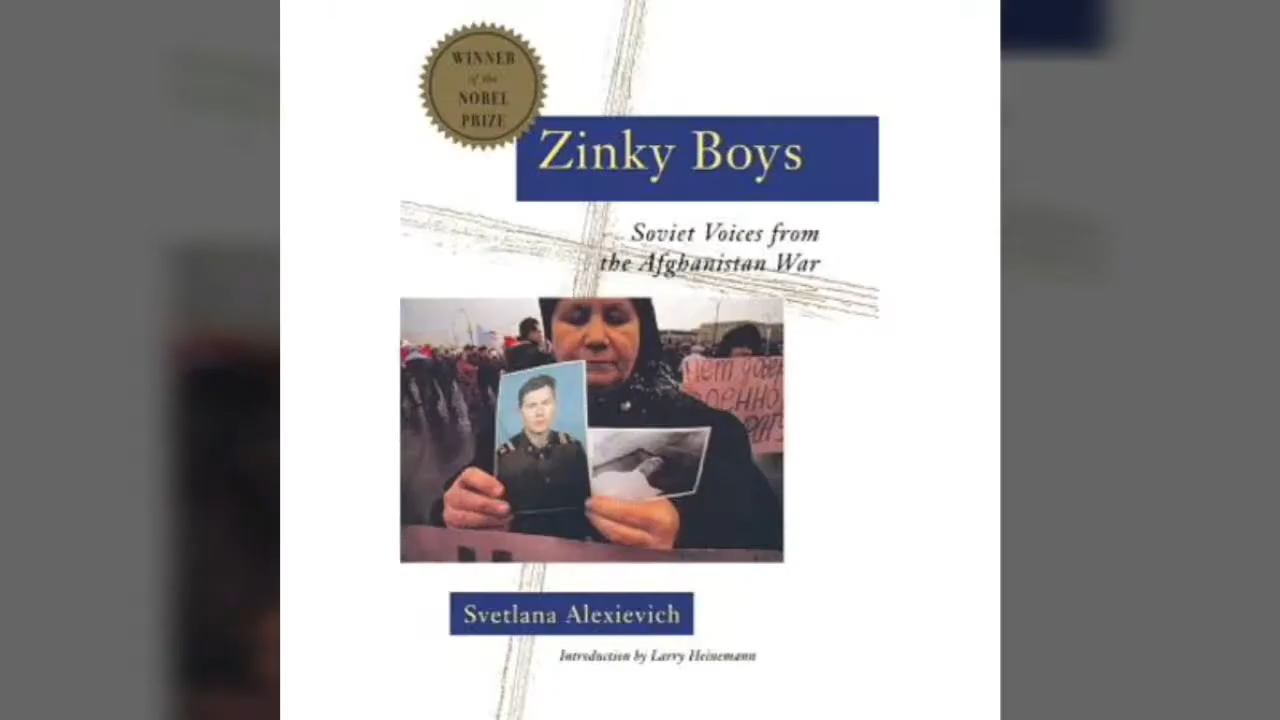 WINNER
of the
NOBEL
PRIZE
Zinky Boys
Soviet Voices from
the Afghanistan War
Нет
Svetlana Alexievich
Introduction by Larry Heinemann